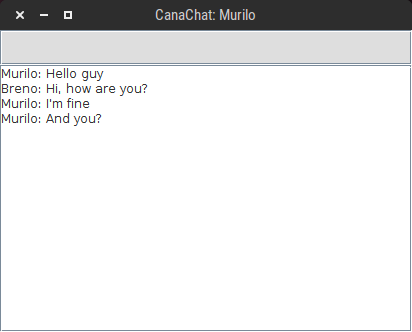 CanaChat: Murilo
Murilo: Hello guy
Breno: Hi, how are you?
Murilo: I'm fine
Murilo: And you?